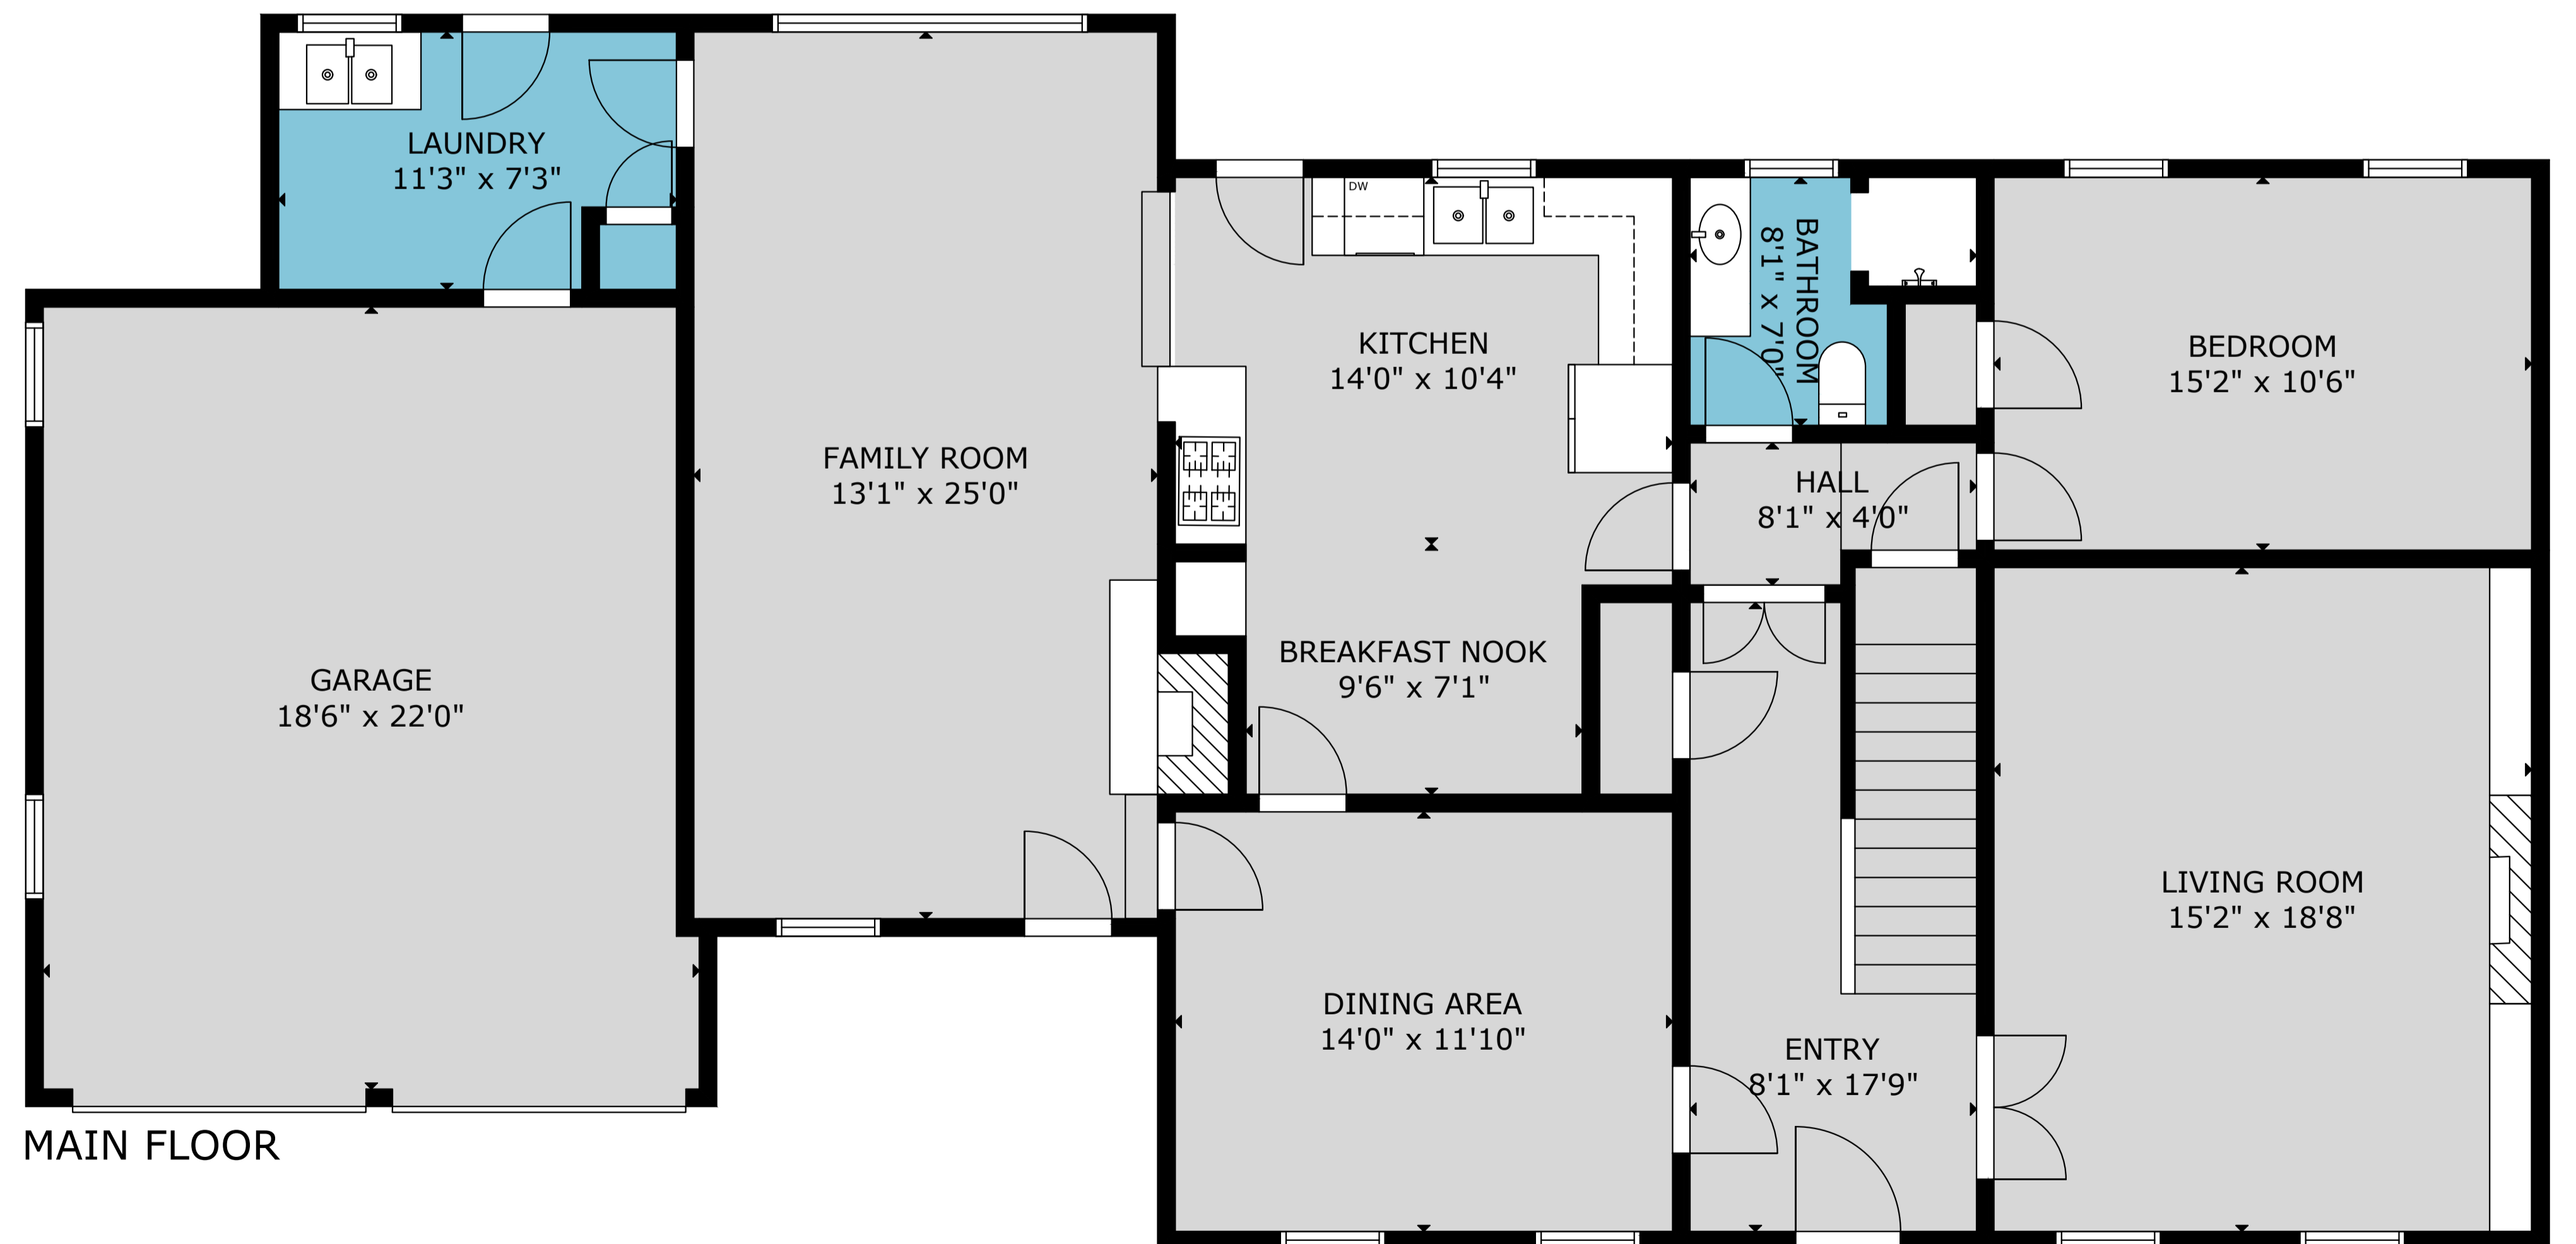 LAUNDRY
11'3" x 7'3"
DW
BATHROOM
8'1" x 7'0"
KITCHEN
14'0" x 10'4"
BEDROOM
15'2" x 10'6"
FAMILY ROOM
13'1" x 25'0"
HALL
8'1" x 4'0"
GARAGE
18'6" x 22'0"
BREAKFAST NOOK
9'6" x 7'1"
LIVING ROOM
15'2" x 18'8"
DINING AREA
14'0" x 11'10"
ENTRY
8'1" x 17'9"
MAIN FLOOR